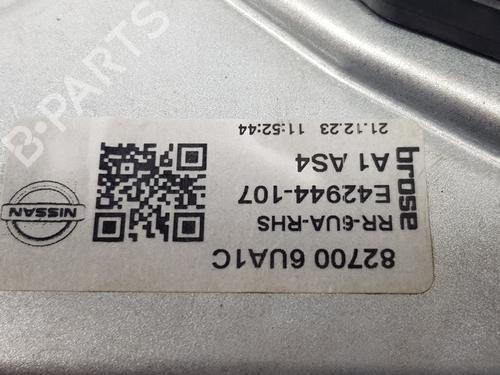 82700 6UA1C
RR-6UA-RHS
E42944-107
A1 AS4
21.12.23 11:52:44
brose
NISSAN
B-PARTS